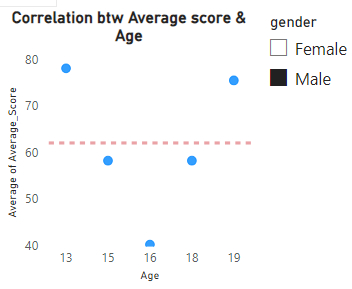 Correlation btw Average score &
Age
gender
Female
Male
Average of Average_Score
80
70
60
50
40
13 15 16 18 19
Age